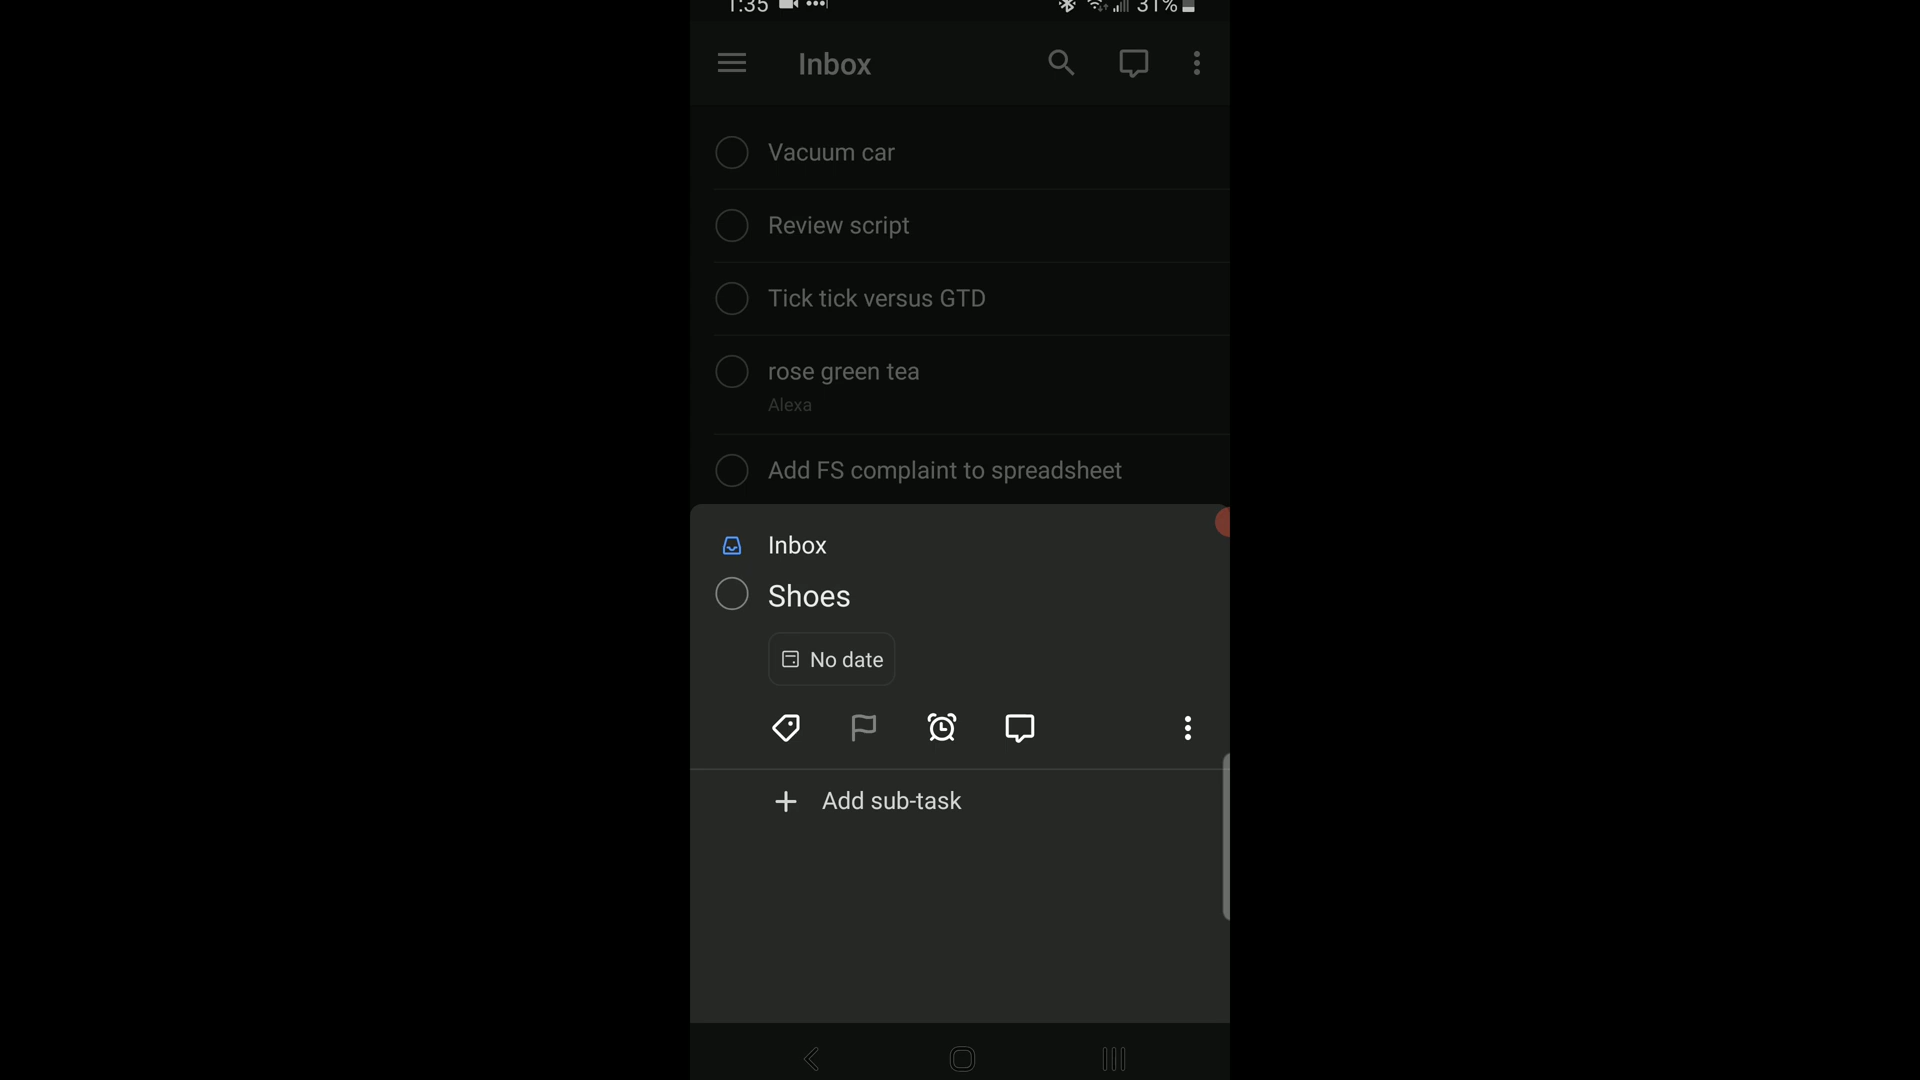 1:35 31%
Inbox
Vacuum car
Review script
Tick tick versus GTD
rose green tea
Alexa
Add FS complaint to spreadsheet
Inbox
Shoes
No date
Add sub-task